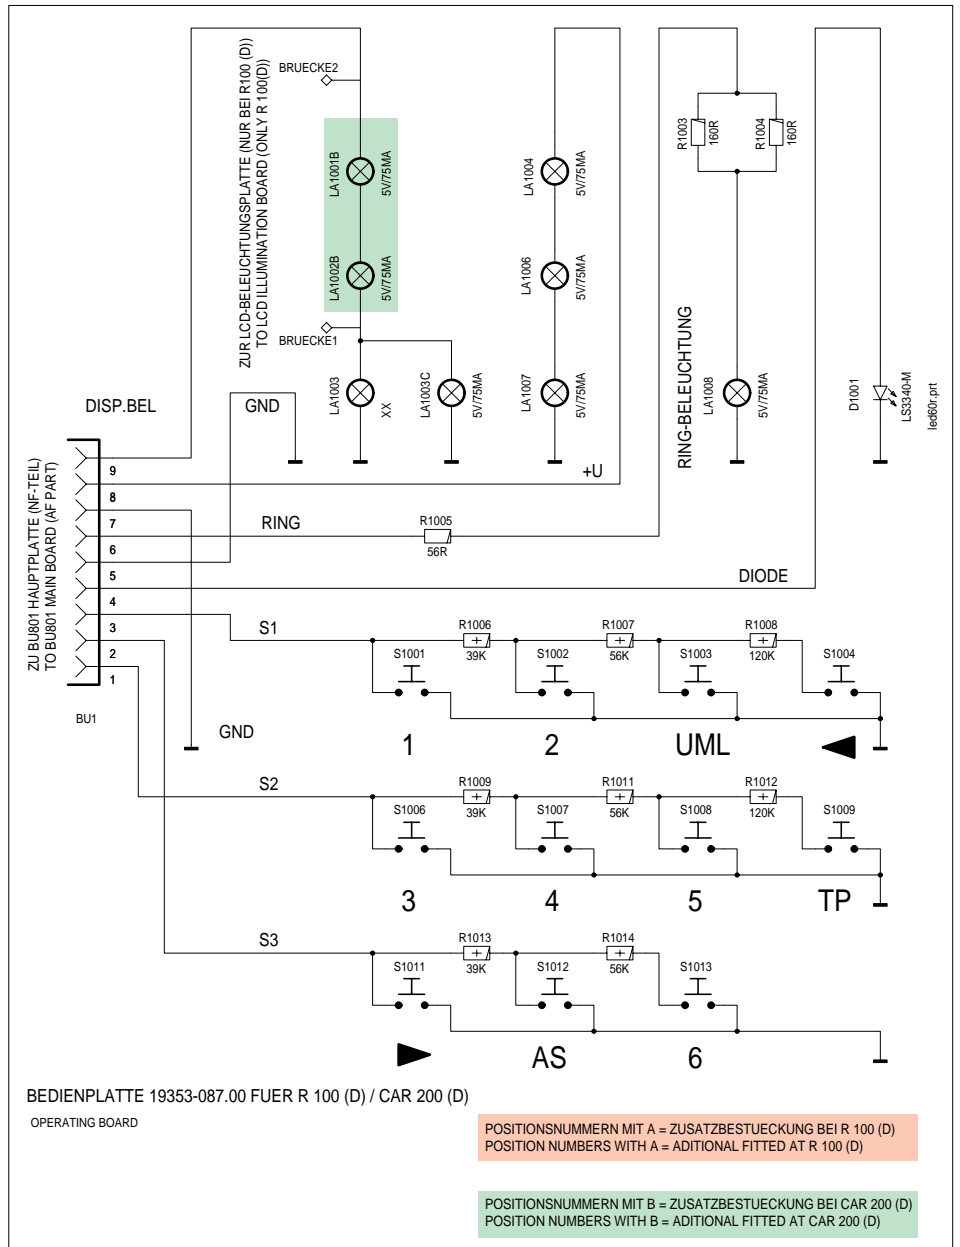 ZUR LCD-BELEUCHTUNGSPLATTE (NUR BEI R100 (D))
TO LCD ILLUMINATION BOARD (ONLY R 100(D))
BRUECKE2
LA1001B
5V/75MA
LA1002B
5V/75MA
BRUECKE1
LA1003
XX
LA1003C
5V/75MA
LA1004
5V/75MA
LA1006
5V/75MA
LA1007
5V/75MA
R1003
160R
R1004
160R
RING-BELEUCHTUNG
LA1008
5V/75MA
D1001
LS3340-M
led60r.prt
DISP.BEL
GND
+U
ZU BU801 HAUPTPLATTE (NF-TEIL)
TO BU801 MAIN BOARD (AF PART)
9
8
7
6
5
4
3
2
1
BU1
RING
R1005
56R
DIODE
GND
S1
R1006
39K
R1007
56K
R1008
120K
S1001
S1002
S1003
S1004
1
2
UML
S2
R1009
39K
R1011
56K
R1012
120K
S1006
S1007
S1008
S1009
3
4
5
TP
S3
R1013
39K
R1014
56K
S1011
S1012
S1013
AS
6
BEDIENPLATTE 19353-087.00 FUER R 100 (D) / CAR 200 (D)
OPERATING BOARD
POSITIONSNUMMERN MIT A = ZUSATZBESTUECKUNG BEI R 100 (D)
POSITION NUMBERS WITH A = ADITIONAL FITTED AT R 100 (D)
POSITIONSNUMMERN MIT B = ZUSATZBESTUECKUNG BEI CAR 200 (D)
POSITION NUMBERS WITH B = ADITIONAL FITTED AT CAR 200 (D)